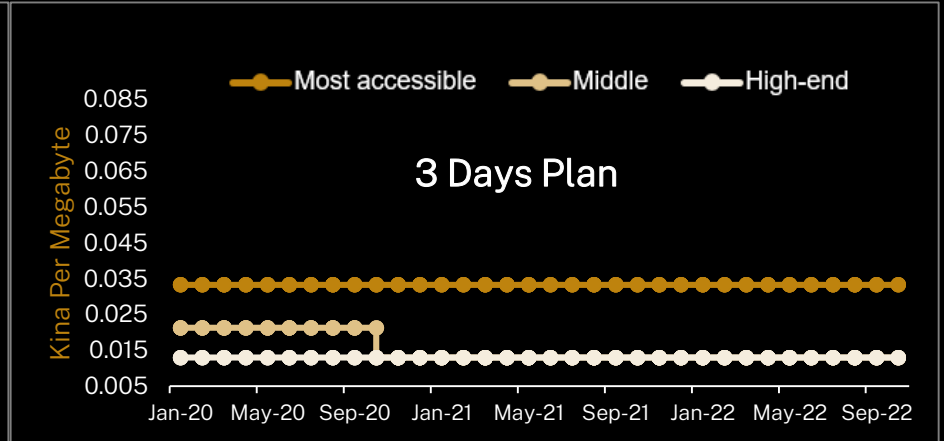 Most accessible Middle High-end
0.085
0.075
0.065
0.055
0.045
0.035
0.025
0.015
0.005
Kina Per Megabyte
3 Days Plan
Jan-20 May-20 Sep-20 Jan-21 May-21 Sep-21 Jan-22 May-22 Sep-22